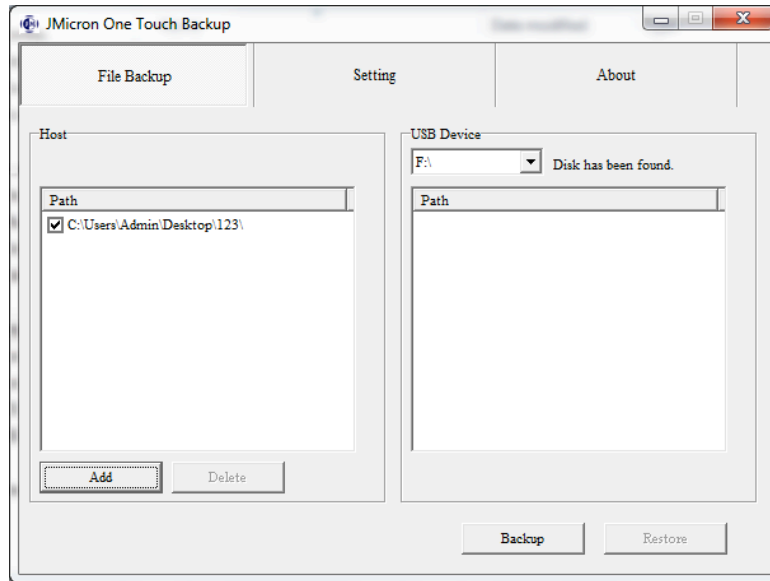 JMicron One Touch Backup
File Backup
Setting
About
Host
USB Device
F:\
Disk has been found.
Path
Path
C:\Users\Admin\Desktop\123\
Add
Delete
Backup
Restore